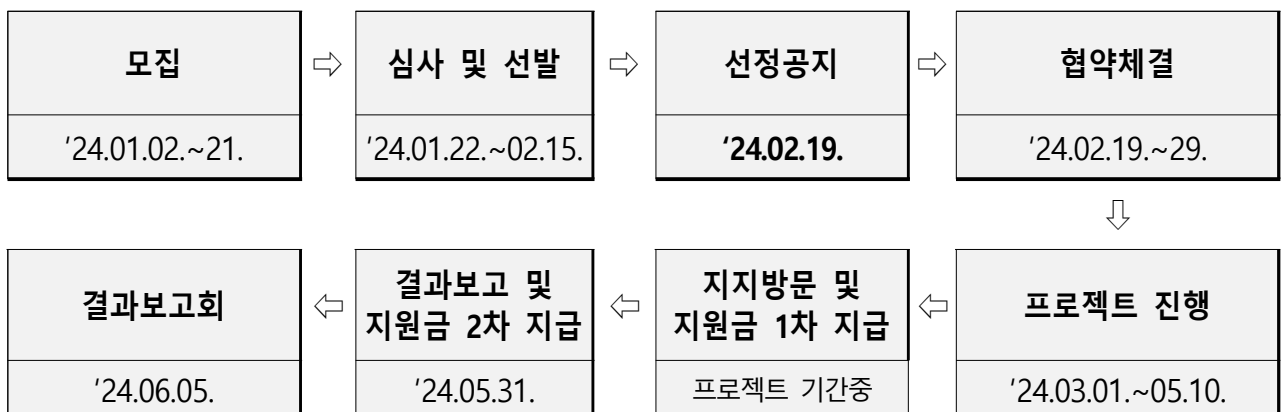 모집
'24.01.02.~21.
⇨
심사 및 선발
'24.01.22.~02.15.
⇨
선정공지
'24.02.19.
⇨
협약체결
'24.02.19.~29.
⇩
프로젝트 진행
'24.03.01.~05.10.
⇦
지지방문 및
지원금 1차 지급
프로젝트 기간중
⇦
결과보고 및
지원금 2차 지급
'24.05.31.
⇦
결과보고회
'24.06.05.